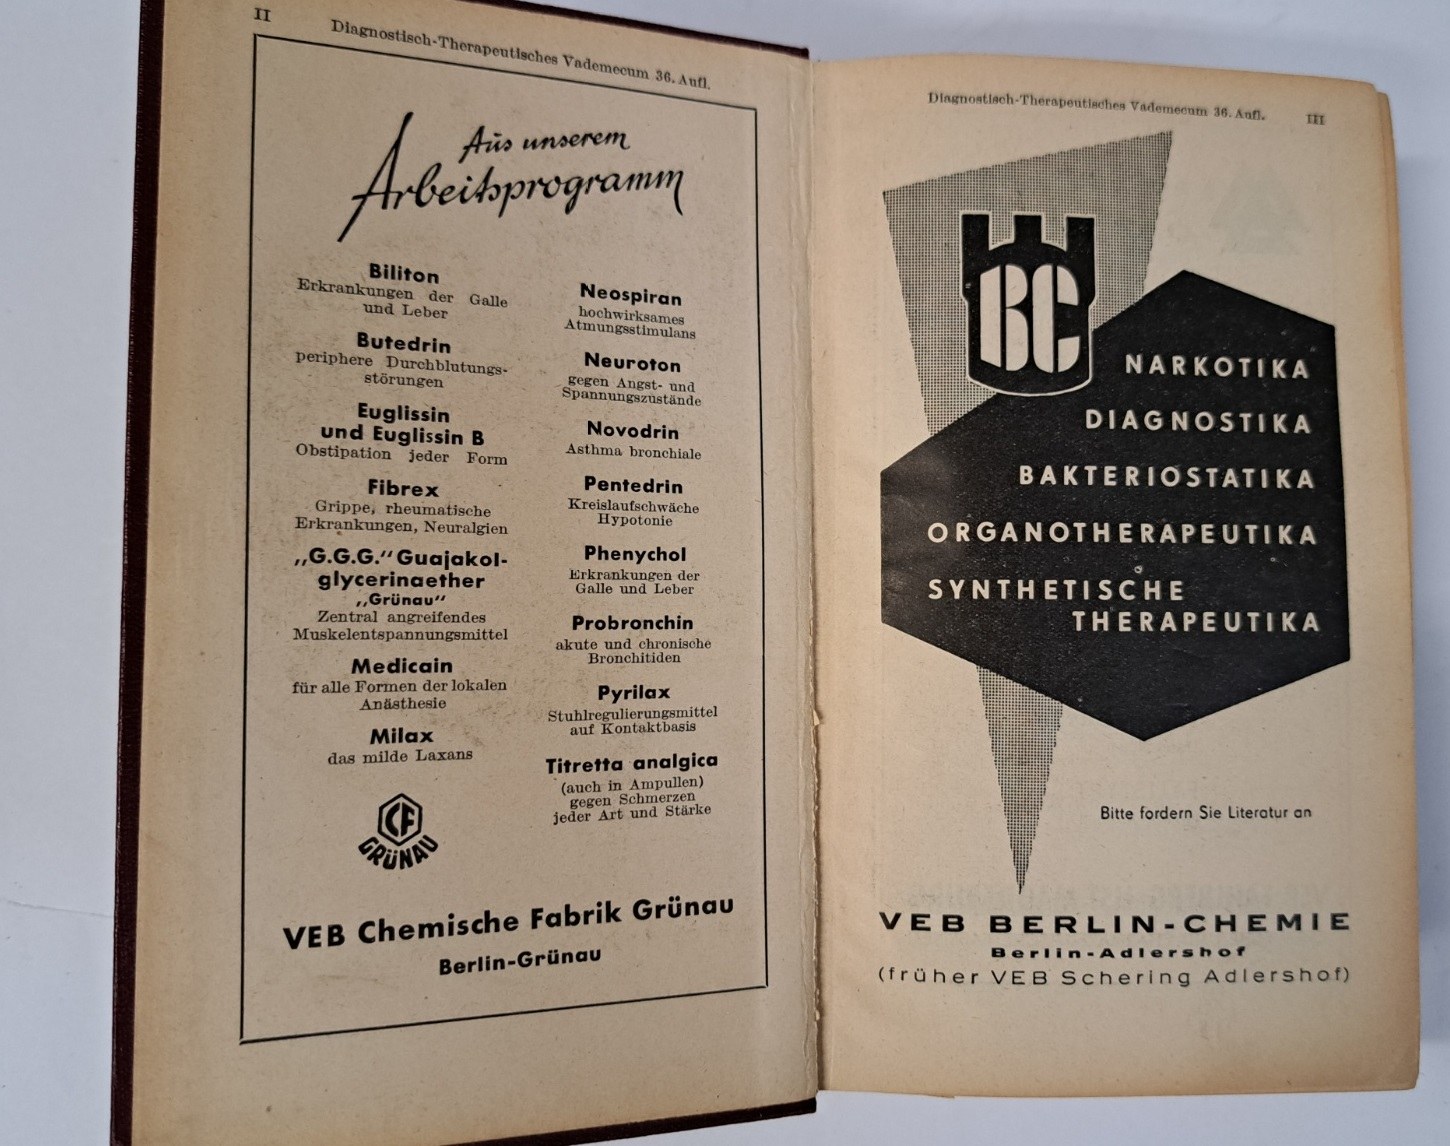 II
Diagnostisch-Therapeutisches Vademecum 36. Aufl.
Aus unserem
Arbeitsprogramm
Biliton
Erkrankungen der Galle
und Leber
Butedrin
periphere Durchblutungs-
störungen
Euglissin
und Euglissin B
Obstipation jeder Form
Fibrex
Grippe, rheumatische
Erkrankungen, Neuralgien
„G.G.G." Guajakol-
glycerinaether
„Grünau"
Zentral angreifendes
Muskelentspannungsmittel
Medicain
für alle Formen der lokalen
Anästhesie
Milax
das milde Laxans
CF
GRÜNAU
Neospiran
hochwirksames
Atmungsstimulans
Neuroton
gegen Angst- und
Spannungszustände
Novodrin
Asthma bronchiale
Pentedrin
Kreislaufschwäche
Hypotonie
Phenychol
Erkrankungen der
Galle und Leber
Probronchin
akute und chronische
Bronchitiden
Pyrilax
Stuhlregulierungsmittel
auf Kontaktbasis
Titretta analgica
(auch in Ampullen)
gegen Schmerzen
jeder Art und Stärke
VEB Chemische Fabrik Grünau
Berlin-Grünau
Diagnostisch-Therapeutisches Vademecum 36. Aufl.
III
BC
NARKOTIKA
DIAGNOSTIKA
BAKTERIOSTATIKA
ORGANOTHERAPEUTIKA
SYNTHETISCHE
THERAPEUTIKA
Bitte fordern Sie Literatur an
VEB BERLIN-CHEMIE
Berlin-Adlershof
(früher VEB Schering Adlershof)